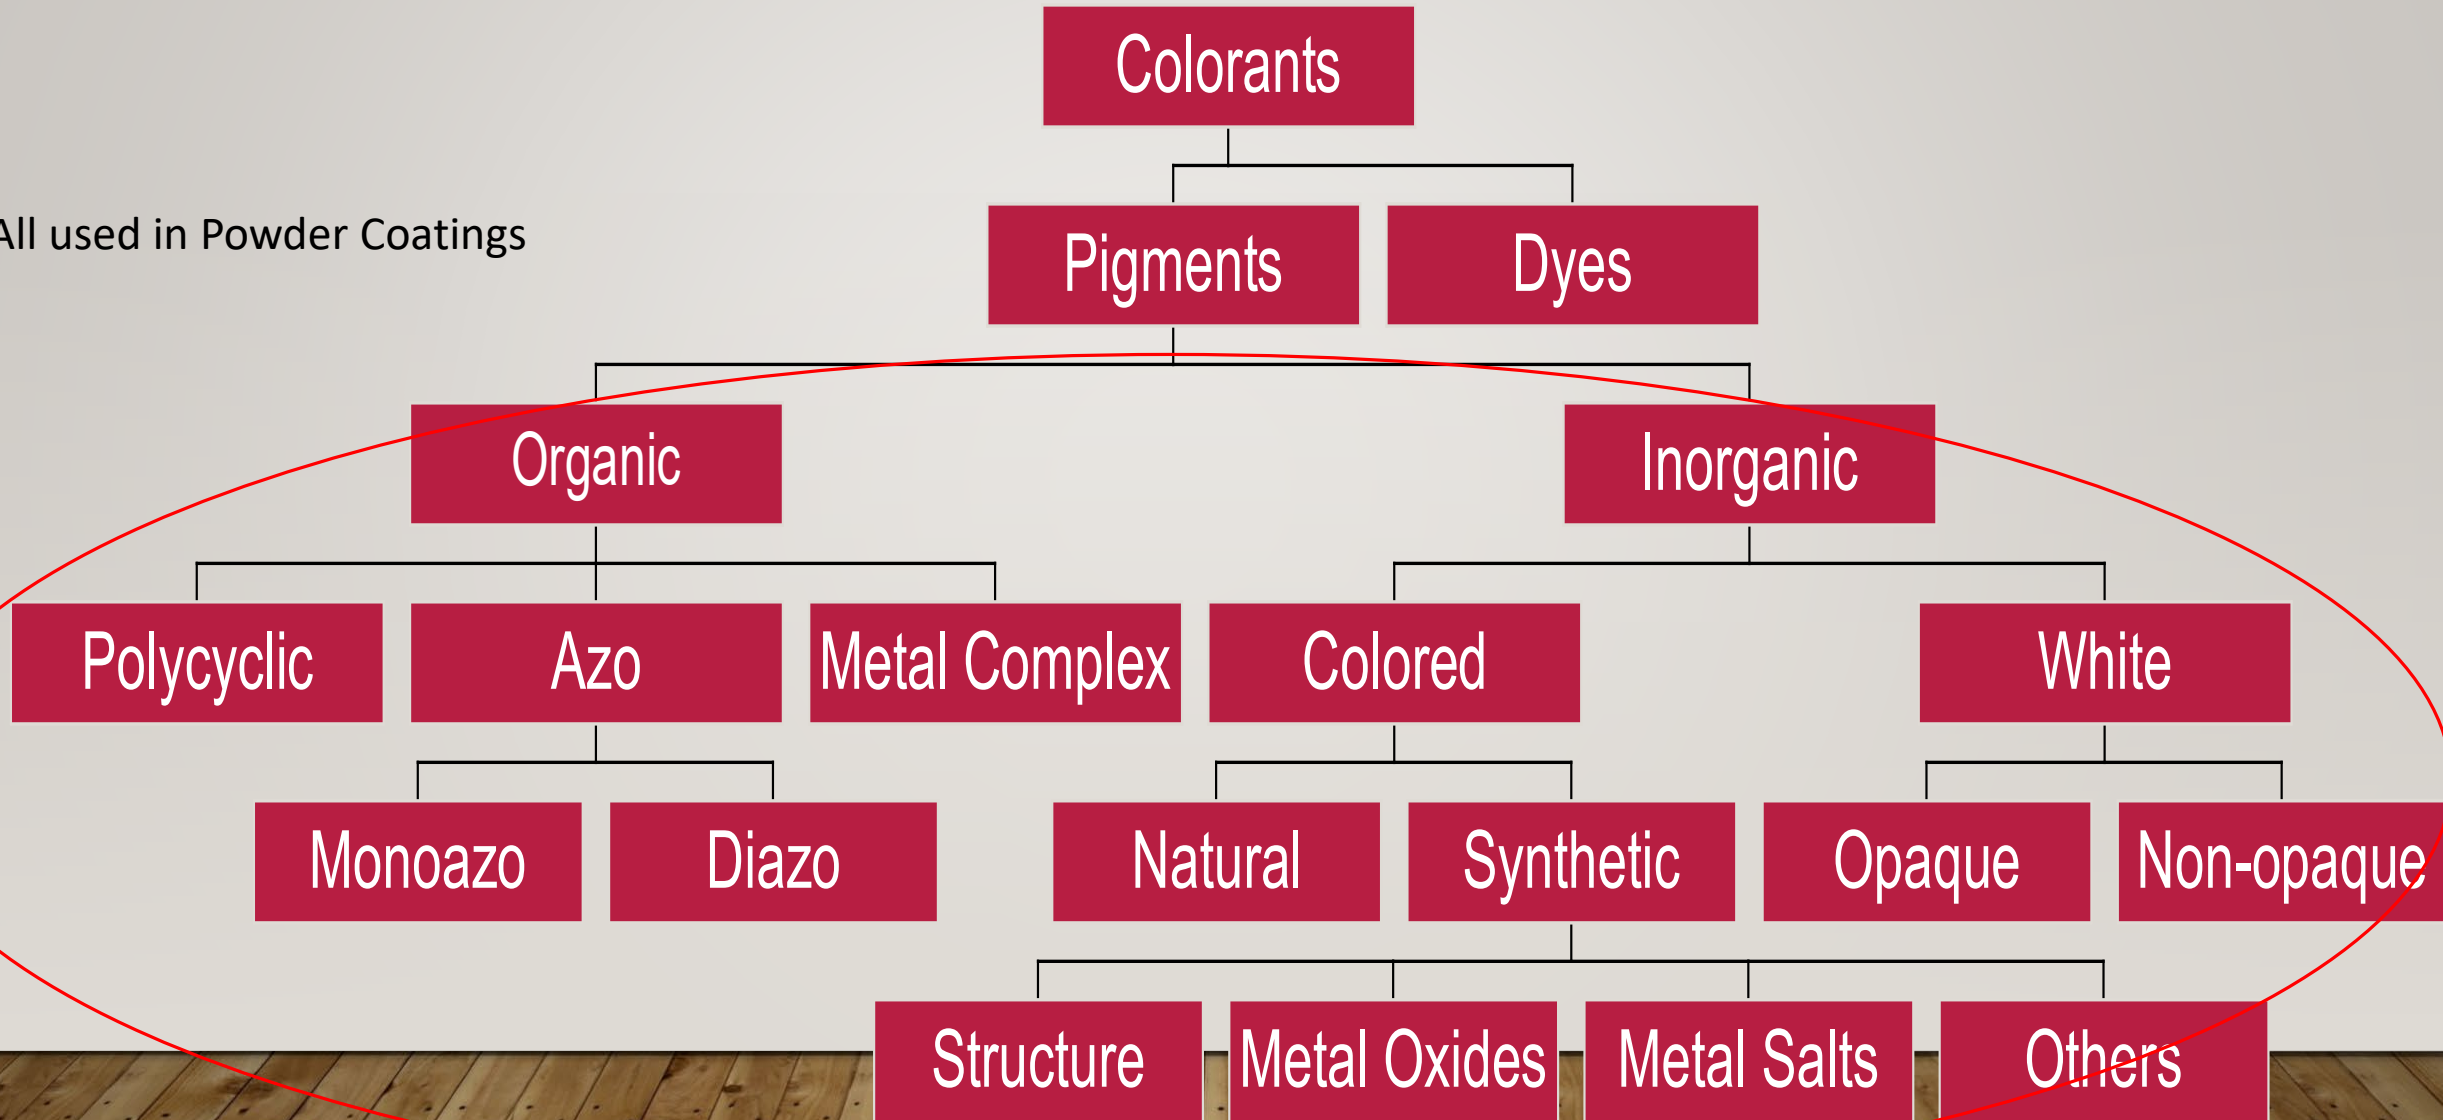 Colorants
All used in Powder Coatings
Pigments
Dyes
Organic
Inorganic
Polycyclic
Azo
Metal Complex
Colored
White
Monoazo
Diazo
Natural
Synthetic
Opaque
Non-opaque
Structure
Metal Oxides
Metal Salts
Others